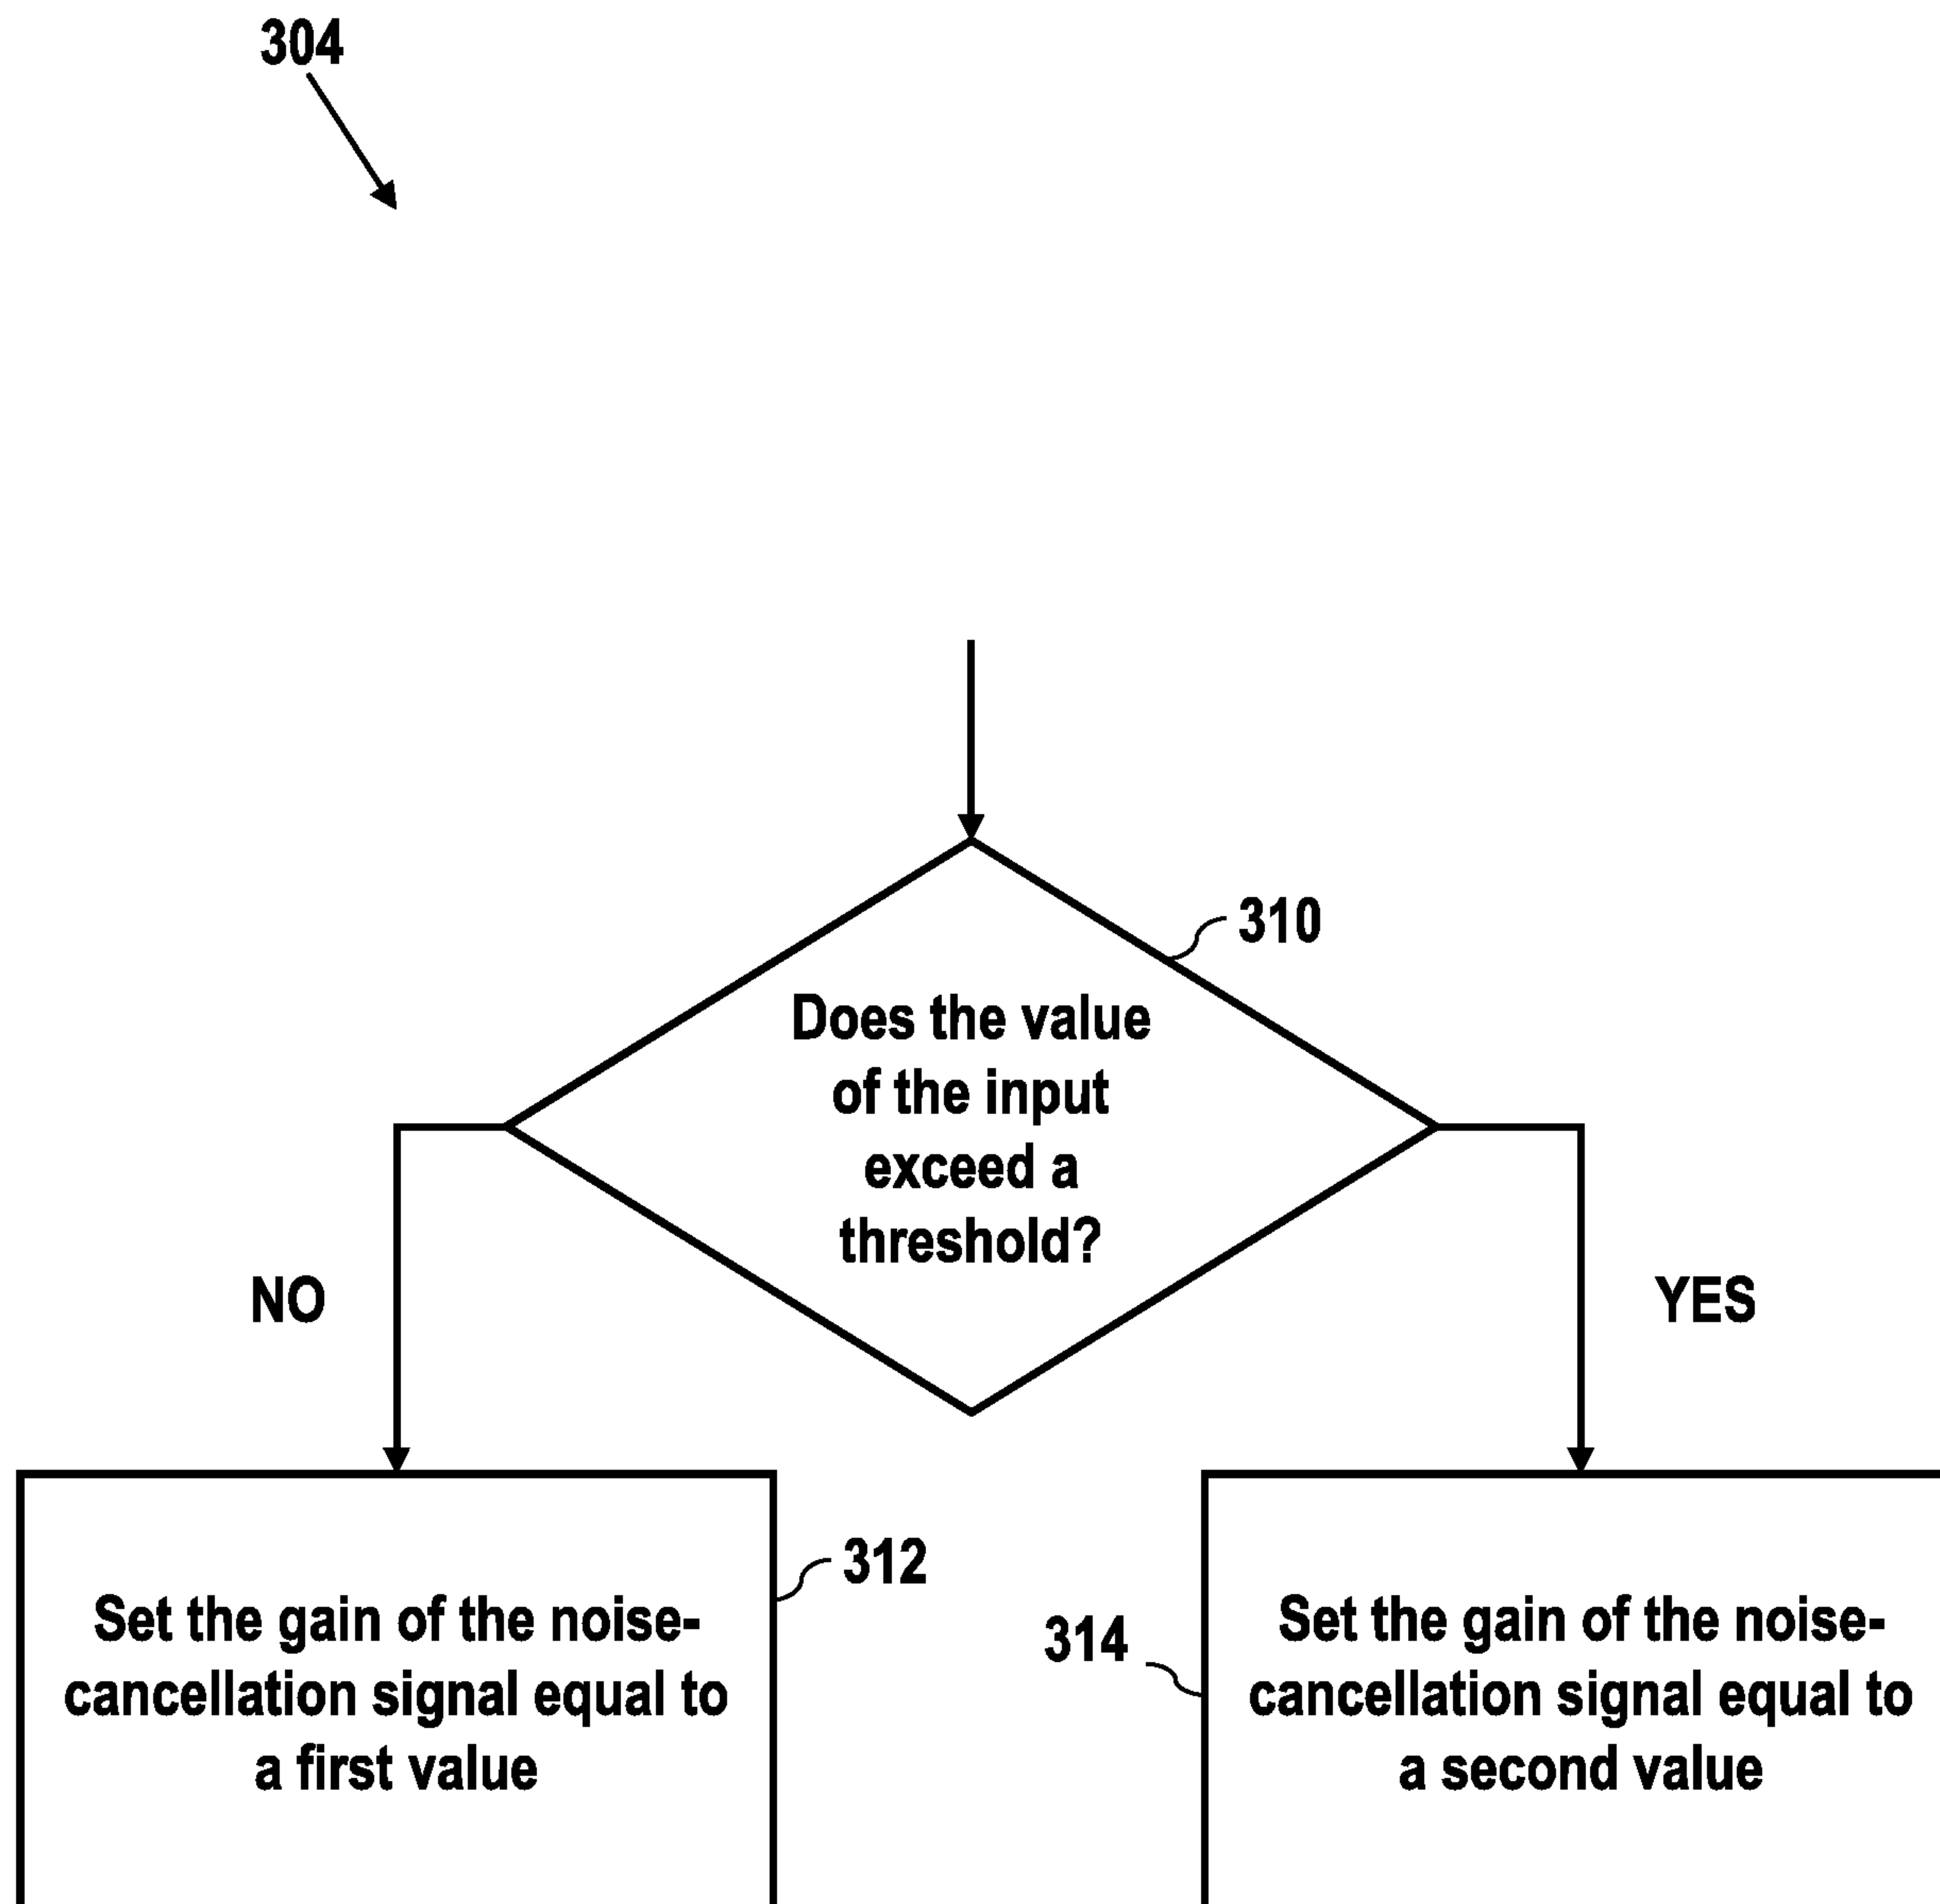 304
310
Does the value
of the input
exceed a
threshold?
NO
YES
312
Set the gain of the noise-
cancellation signal equal to
a first value
314
Set the gain of the noise-
cancellation signal equal to
a second value